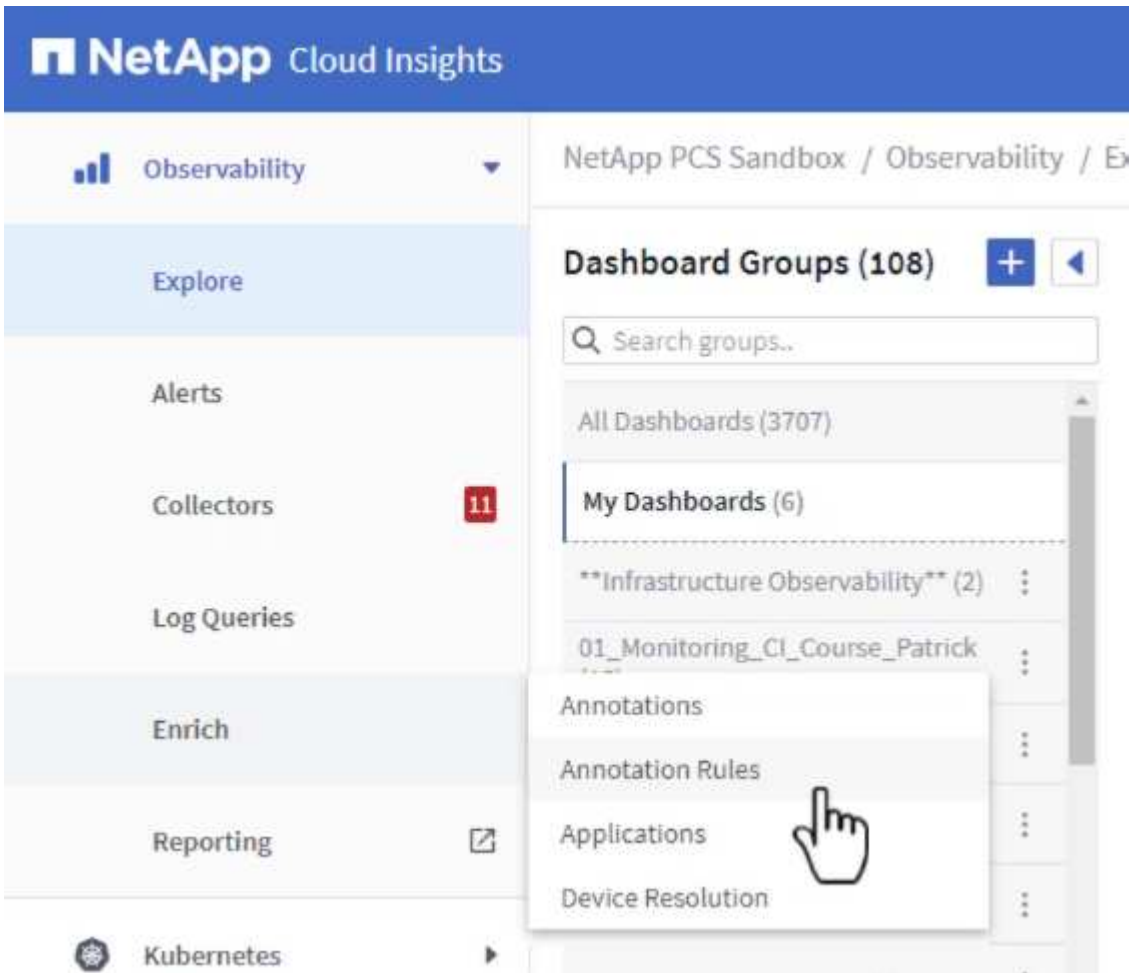 NetApp Cloud Insights
Observability
NetApp PCS Sandbox / Observability / Ex
Explore
Dashboard Groups (108)
Search groups..
Alerts
All Dashboards (3707)
Collectors
11
My Dashboards (6)
**Infrastructure Observability** (2)
Log Queries
01_Monitoring_CI_Course_Patrick
Annotations
Enrich
Annotation Rules
Applications
Reporting
Device Resolution
Kubernetes